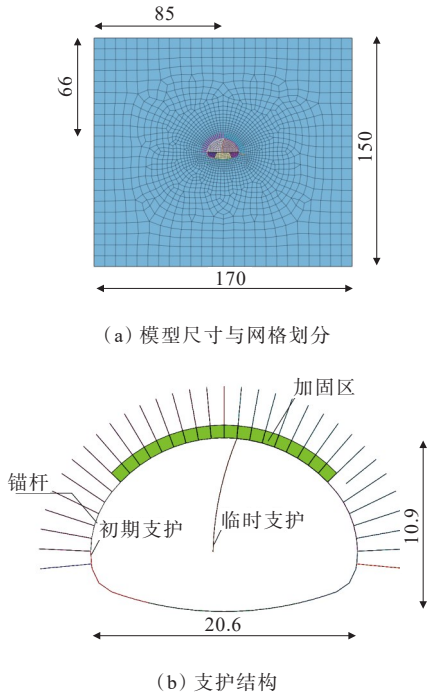 85
66
150
170
(a)模型尺寸与网格划分
加固区
锚杆
初期支护
临时支护
10.9
20.6
(b)支护结构